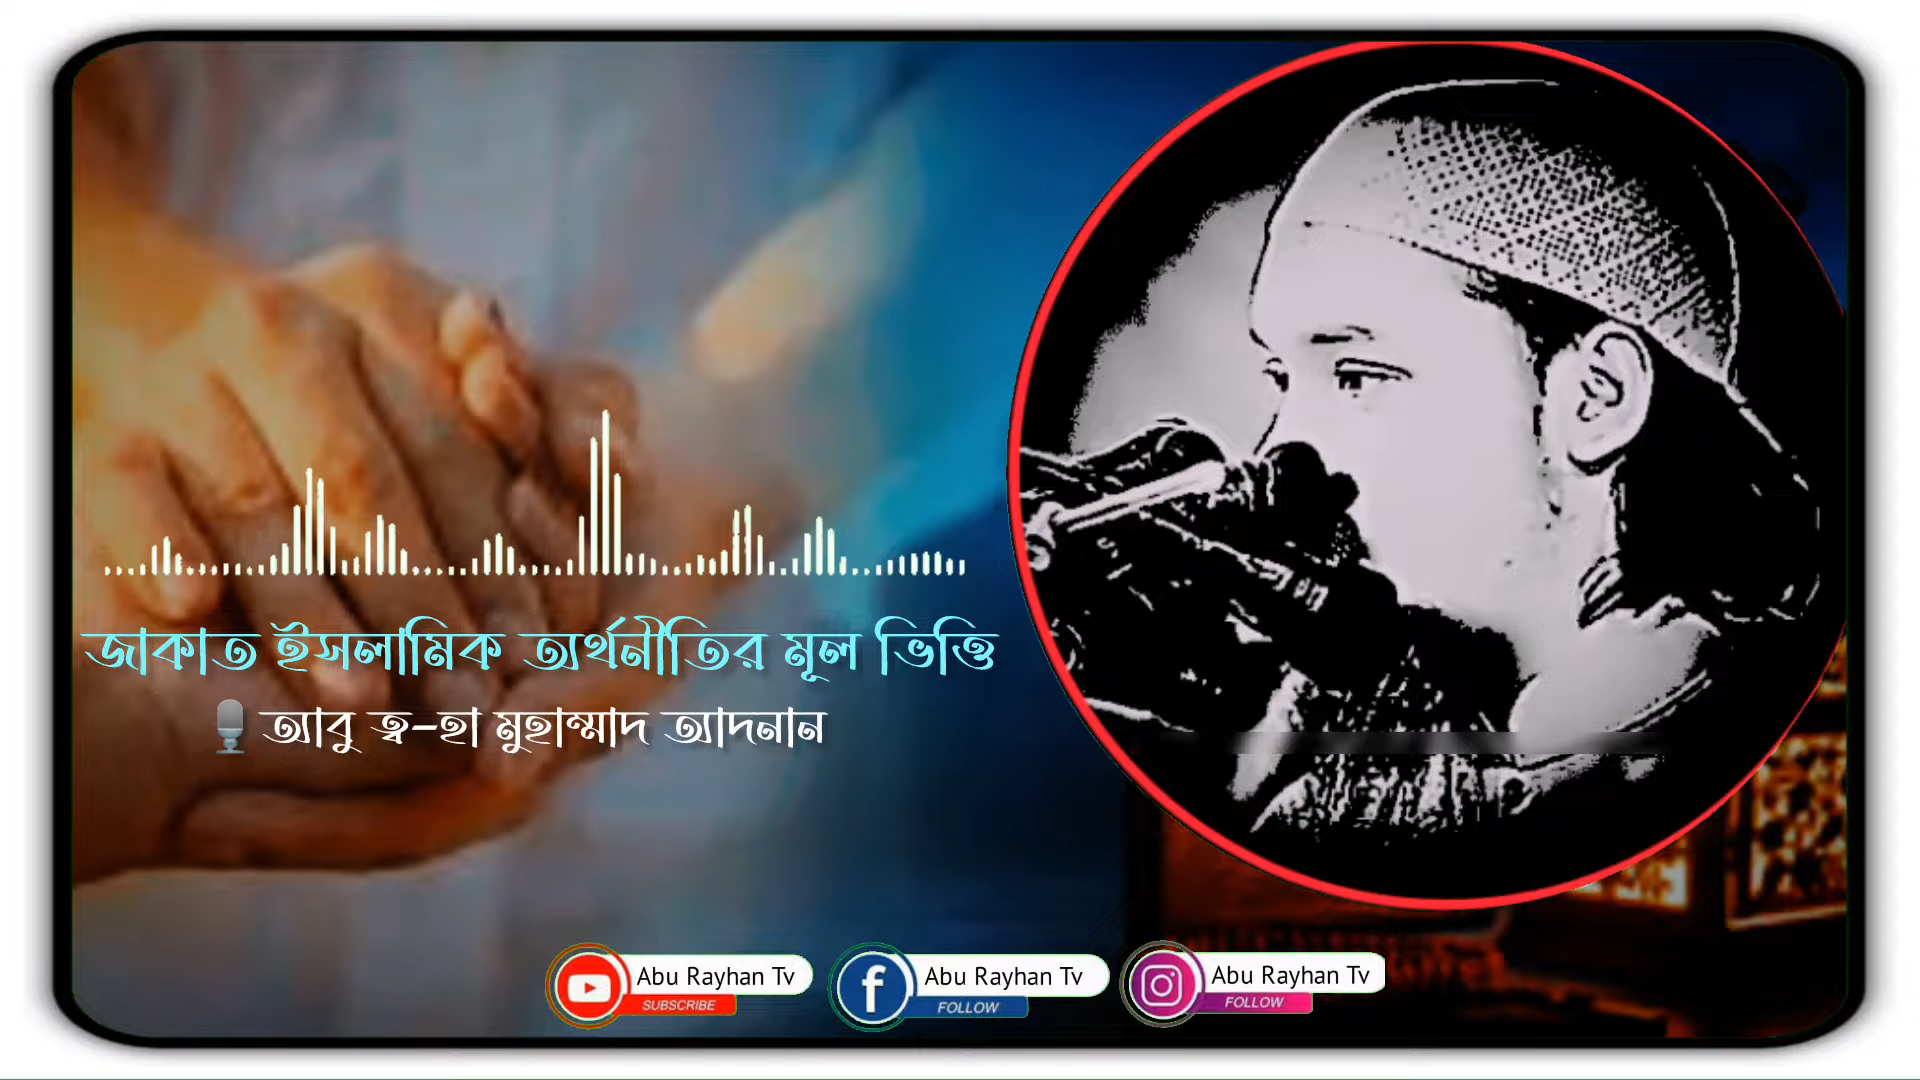 জাকাত ইসলামিক অর্থনীতির মূল ভিত্তি
আবু ত্ব-হা মুহাম্মাদ আদনান
Abu Rayhan Tv
SUBSCRIBE
Abu Rayhan Tv
FOLLOW
Abu Rayhan Tv
FOLLOW